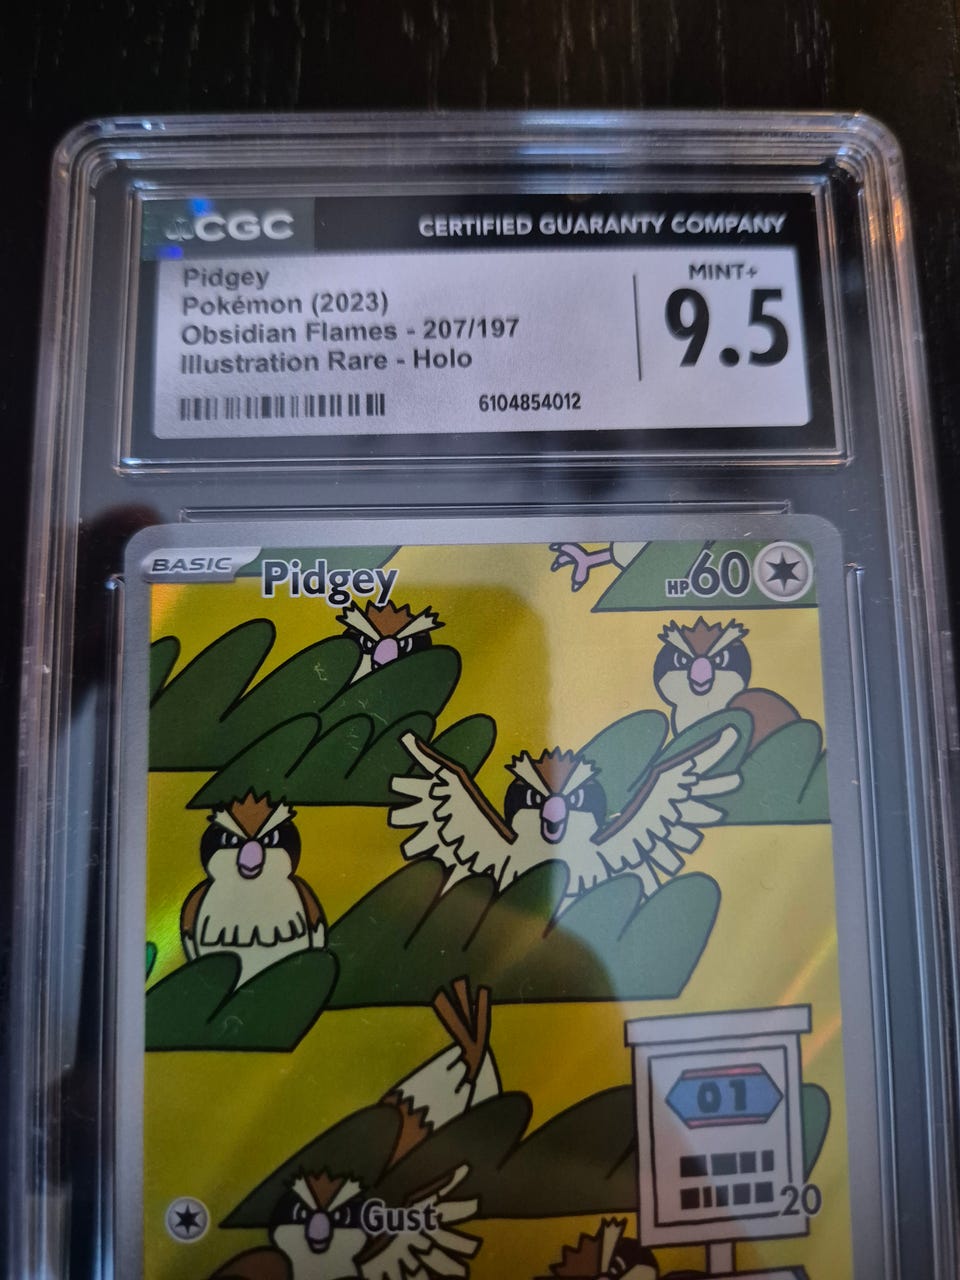 CGC
CERTIFIED GUARANTY COMPANY
Pidgey
Pokémon (2023)
Obsidian Flames - 207/197
Illustration Rare - Holo
MINT+
9.5
6104854012
BASIC
Pidgey
HP60
01
Gust 20